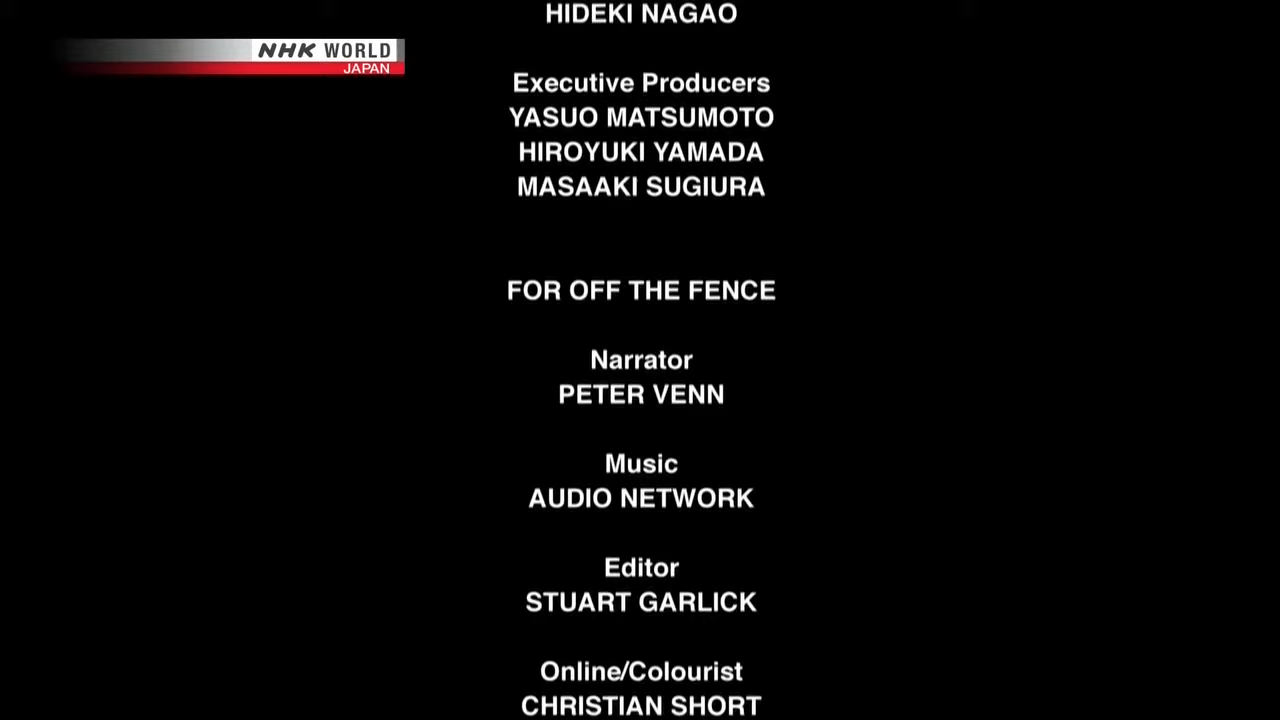 HIDEKI NAGAO
NHK WORLD
JAPAN
Executive Producers
YASUO MATSUMOTO
HIROYUKI YAMADA
MASAAKI SUGIURA
FOR OFF THE FENCE
Narrator
PETER VENN
Music
AUDIO NETWORK
Editor
STUART GARLICK
Online/Colourist
CHRISTIAN SHORT